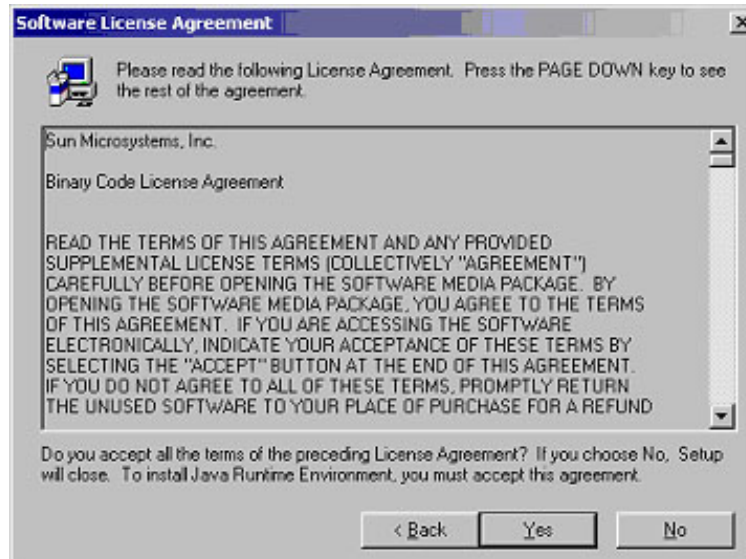 Software License Agreement
Please read the following License Agreement. Press the PAGE DOWN key to see
the rest of the agreement.
Sun Microsystems, Inc.
Binary Code License Agreement
READ THE TERMS OF THIS AGREEMENT AND ANY PROVIDED
SUPPLEMENTAL LICENSE TERMS (COLLECTIVELY "AGREEMENT")
CAREFULLY BEFORE OPENING THE SOFTWARE MEDIA PACKAGE. BY
OPENING THE SOFTWARE MEDIA PACKAGE, YOU AGREE TO THE TERMS
OF THIS AGREEMENT. IF YOU ARE ACCESSING THE SOFTWARE
ELECTRONICALLY, INDICATE YOUR ACCEPTANCE OF THESE TERMS BY
SELECTING THE "ACCEPT" BUTTON AT THE END OF THIS AGREEMENT.
IF YOU DO NOT AGREE TO ALL OF THESE TERMS, PROMPTLY RETURN
THE UNUSED SOFTWARE TO YOUR PLACE OF PURCHASE FOR A REFUND
Do you accept all the terms of the preceding License Agreement? If you choose No, Setup
will close. To install Java Runtime Environment, you must accept this agreement.
< Back Yes No